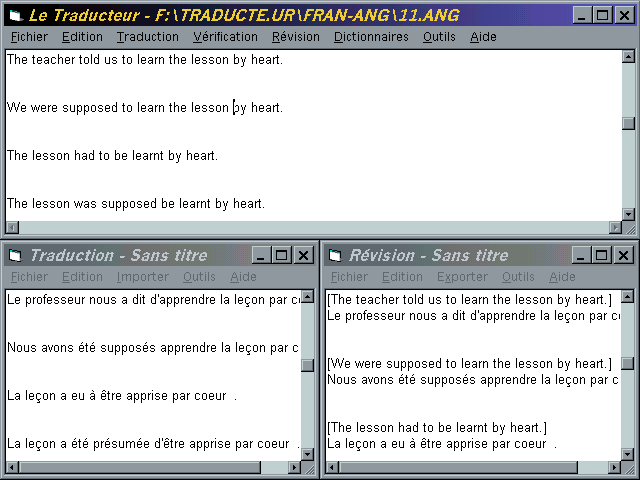 Le Traducteur - F:\TRADUCTE.UR\FRAN-ANG\11.ANG
Fichier Edition Traduction Vérification Révision Dictionnaires Outils Aide
The teacher told us to learn the lesson by heart.
We were supposed to learn the lesson by heart.
The lesson had to be learnt by heart.
The lesson was supposed be learnt by heart.
Traduction - Sans titre
Fichier Edition Importer Outils Aide
Le professeur nous a dit d'apprendre la leçon par co
Nous avons été supposés apprendre la leçon par c
La leçon a eu à être apprise par coeur .
La leçon a été présumée d'être apprise par coeur .
Révision - Sans titre
Fichier Edition Exporter Outils Aide
[The teacher told us to learn the lesson by heart.]
Le professeur nous a dit d'apprendre la leçon par co
[We were supposed to learn the lesson by heart.]
Nous avons été supposés apprendre la leçon par c
[The lesson had to be learnt by heart.]
La leçon a eu à être apprise par coeur .